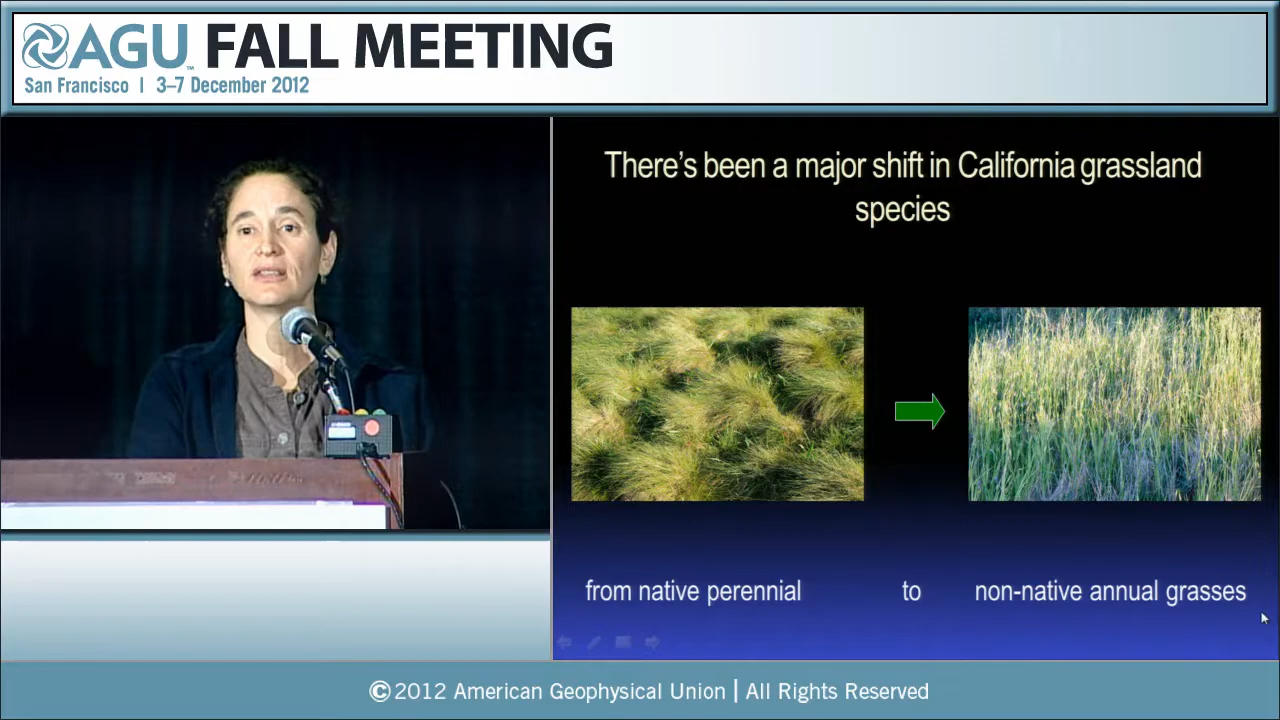 AGU™ FALL MEETING
San Francisco | 3–7 December 2012
There's been a major shift in California grassland
species
from native perennial to non-native annual grasses
©2012 American Geophysical Union | All Rights Reserved